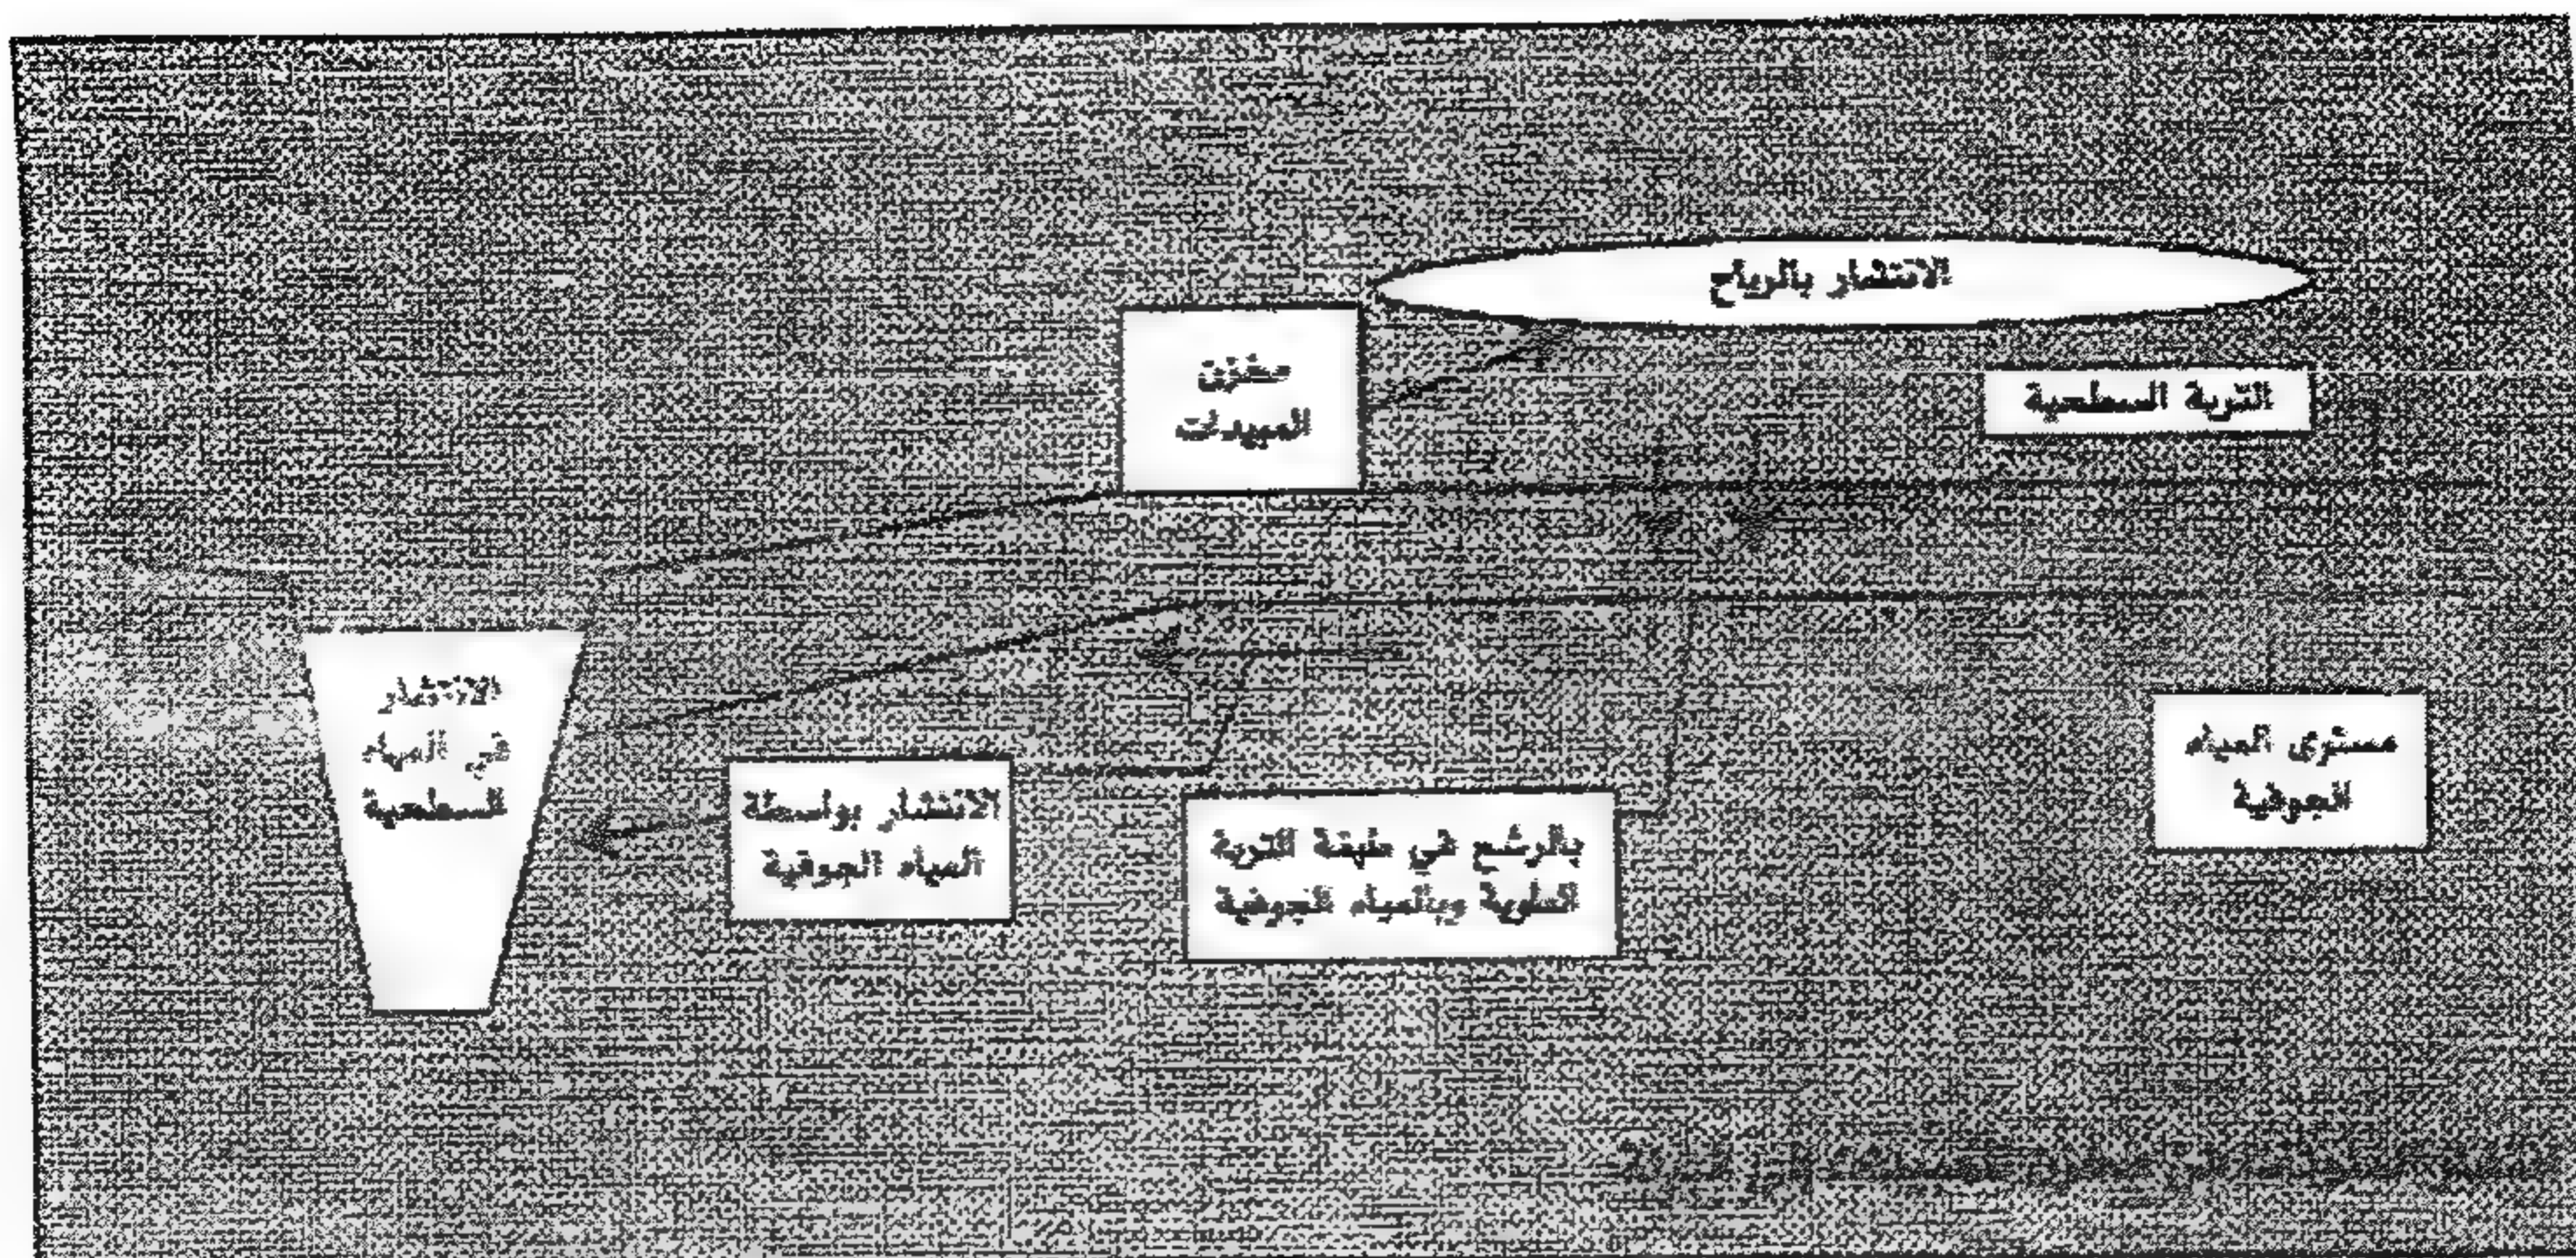 الانتشار بالرياح
مخزن
المبيدات
التربة السطحية
مستوى المياه
الجوفية
بالرشح في طبقة التربة
العلوية وبالمياه الجوفية
الانتشار بواسطة
المياه الجوفية
الانتشار
في المياه
السطحية